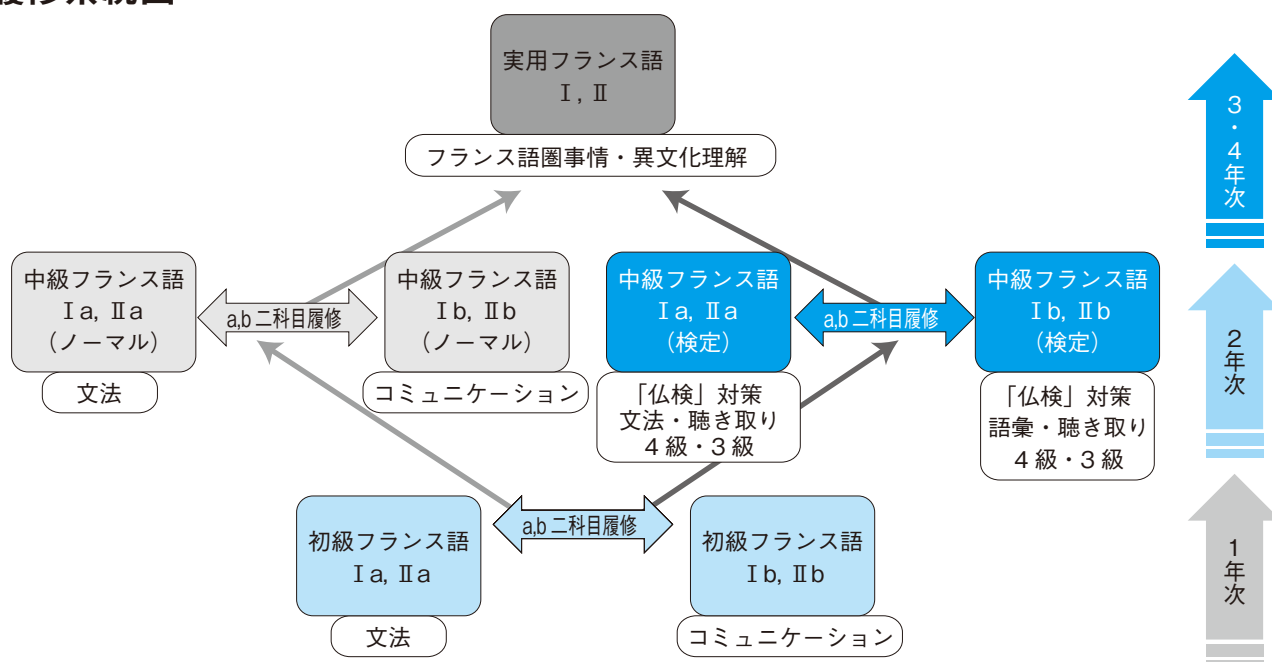 実用フランス語
Ⅰ, Ⅱ
フランス語圏事情・異文化理解
中級フランス語
Ⅰa, Ⅱa
（ノーマル）
文法
a,b 二科目履修
中級フランス語
Ⅰb, Ⅱb
（ノーマル）
コミュニケーション
中級フランス語
Ⅰa, Ⅱa
（検定）
「仏検」対策
文法・聴き取り
4級・3級
a,b 二科目履修
中級フランス語
Ⅰb, Ⅱb
（検定）
「仏検」対策
語彙・聴き取り
4級・3級
初級フランス語
Ⅰa, Ⅱa
文法
a,b 二科目履修
初級フランス語
Ⅰb, Ⅱb
コミュニケーション
3・4年次
2年次
1年次